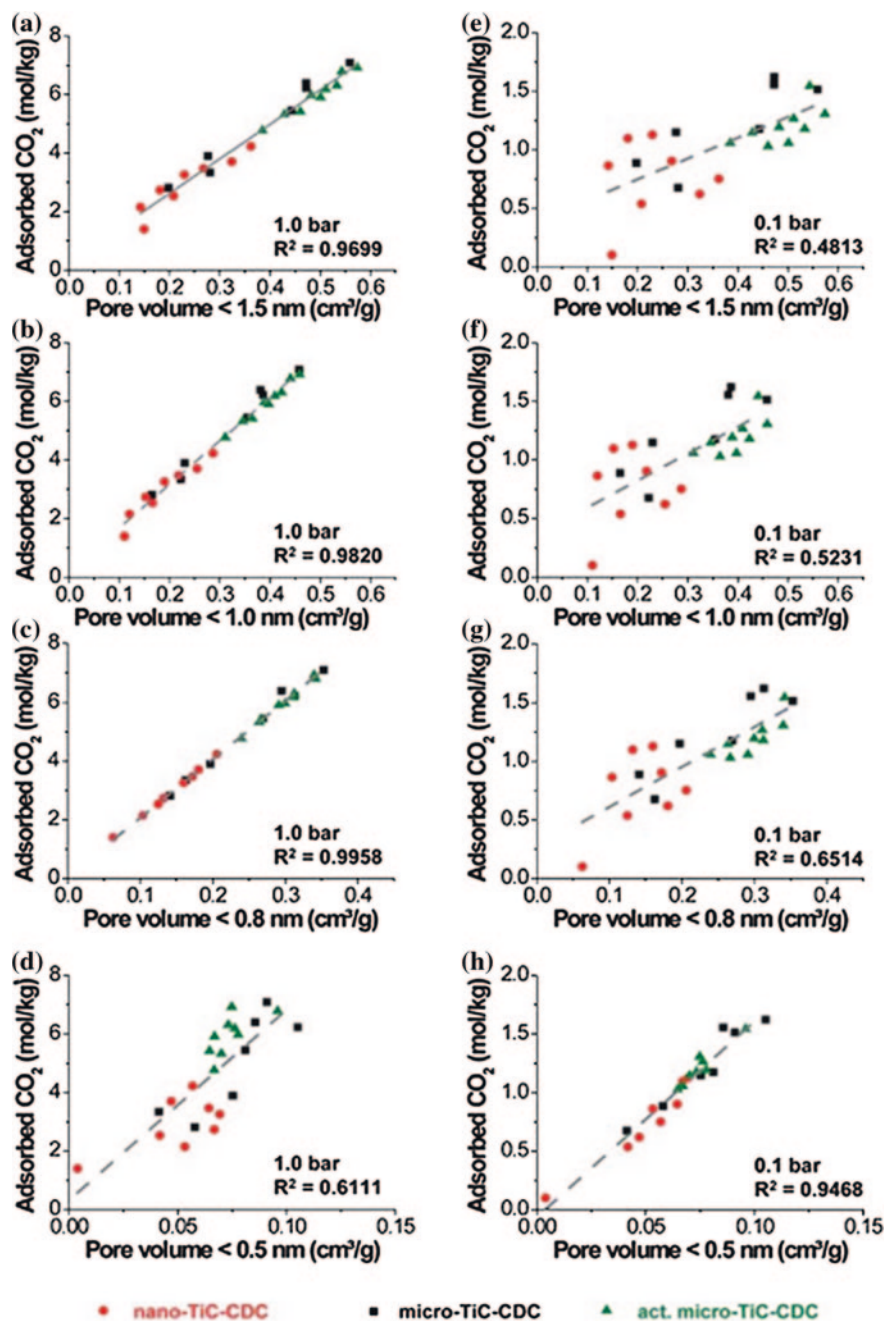 (a)
Adsorbed CO₂ (mol/kg)
8
6
4
2
0
1.0 bar
R² = 0.9699
0.0 0.1 0.2 0.3 0.4 0.5 0.6
Pore volume < 1.5 nm (cm³/g)
(e)
Adsorbed CO₂ (mol/kg)
2.0
1.5
1.0
0.5
0.0
0.1 bar
R² = 0.4813
0.0 0.1 0.2 0.3 0.4 0.5 0.6
Pore volume < 1.5 nm (cm³/g)
(b)
Adsorbed CO₂ (mol/kg)
8
6
4
2
0
1.0 bar
R² = 0.9820
0.0 0.1 0.2 0.3 0.4 0.5 0.6
Pore volume < 1.0 nm (cm³/g)
(f)
Adsorbed CO₂ (mol/kg)
2.0
1.5
1.0
0.5
0.0
0.1 bar
R² = 0.5231
0.0 0.1 0.2 0.3 0.4 0.5 0.6
Pore volume < 1.0 nm (cm³/g)
(c)
Adsorbed CO₂ (mol/kg)
8
6
4
2
0
1.0 bar
R² = 0.9958
0.0 0.1 0.2 0.3 0.4
Pore volume < 0.8 nm (cm³/g)
(g)
Adsorbed CO₂ (mol/kg)
2.0
1.5
1.0
0.5
0.0
0.1 bar
R² = 0.6514
0.0 0.1 0.2 0.3 0.4
Pore volume < 0.8 nm (cm³/g)
(d)
Adsorbed CO₂ (mol/kg)
8
6
4
2
0
1.0 bar
R² = 0.6111
0.00 0.05 0.10 0.15
Pore volume < 0.5 nm (cm³/g)
(h)
Adsorbed CO₂ (mol/kg)
2.0
1.5
1.0
0.5
0.0
0.1 bar
R² = 0.9468
0.00 0.05 0.10 0.15
Pore volume < 0.5 nm (cm³/g)
nano-TiC-CDC micro-TiC-CDC act. micro-TiC-CDC